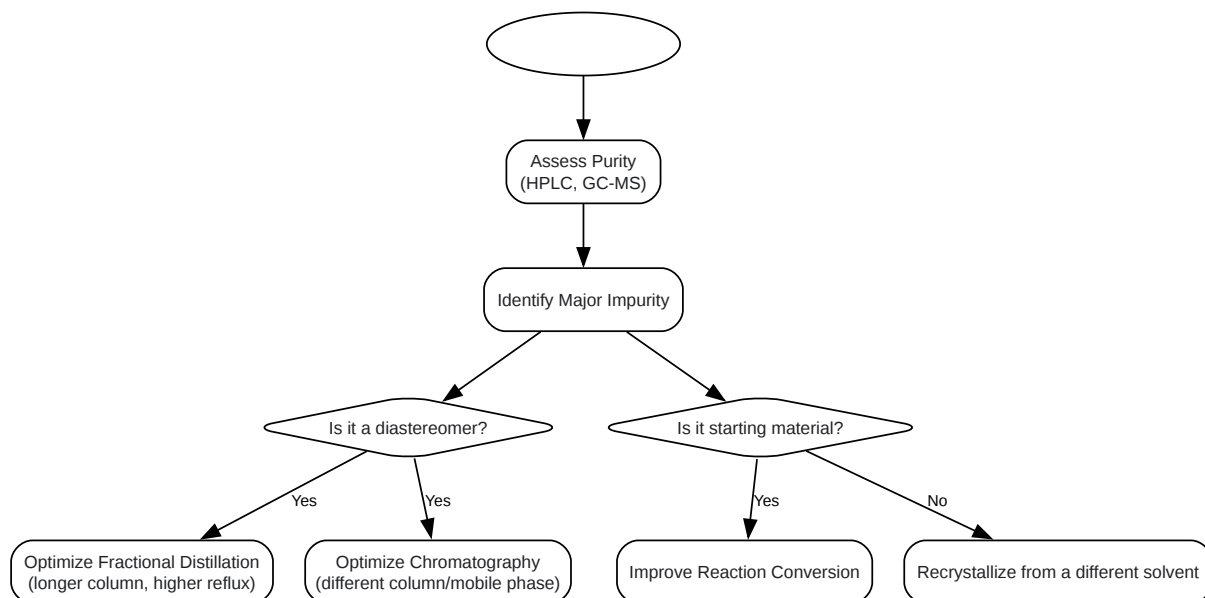 Assess Purity
(HPLC, GC-MS)
Identify Major Impurity
Is it a diastereomer?
Is it starting material?
Yes
Yes
Yes
No
Optimize Fractional Distillation
(longer column, higher reflux)
Optimize Chromatography
(different column/mobile phase)
Improve Reaction Conversion
Recrystallize from a different solvent